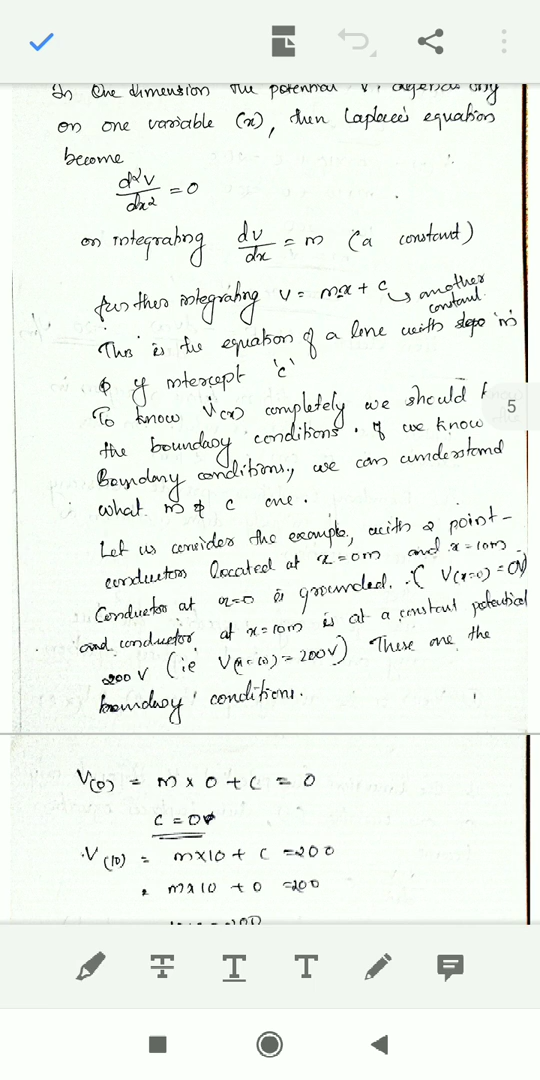 In One dimension the potential V, depends only
on one variable (x), then Laplace's equation
become
d²V/dx² = 0
on integrating dv/dx = m (a constant)
further integrating V = mx + c → another constant.
This is the equation of a line with slope 'm'
& y intercept 'c'
To know V(x) completely we should
the boundary conditions. If we know
Boundary conditions, we can understand
what m & c are.
Let us consider the example, with 2 point-
conductors located at x=0m and x=10m
Conductor at x=0 is grounded. (V(x=0)=0V)
and conductor at x=10m is at a constant potential
200 V (ie V(x=10)=200V) These are the
boundary conditions.
5
V(0) = m × 0 + c = 0
c = 0V
V(10) = m×10 + c = 200
m×10 + 0 = 200
T T T